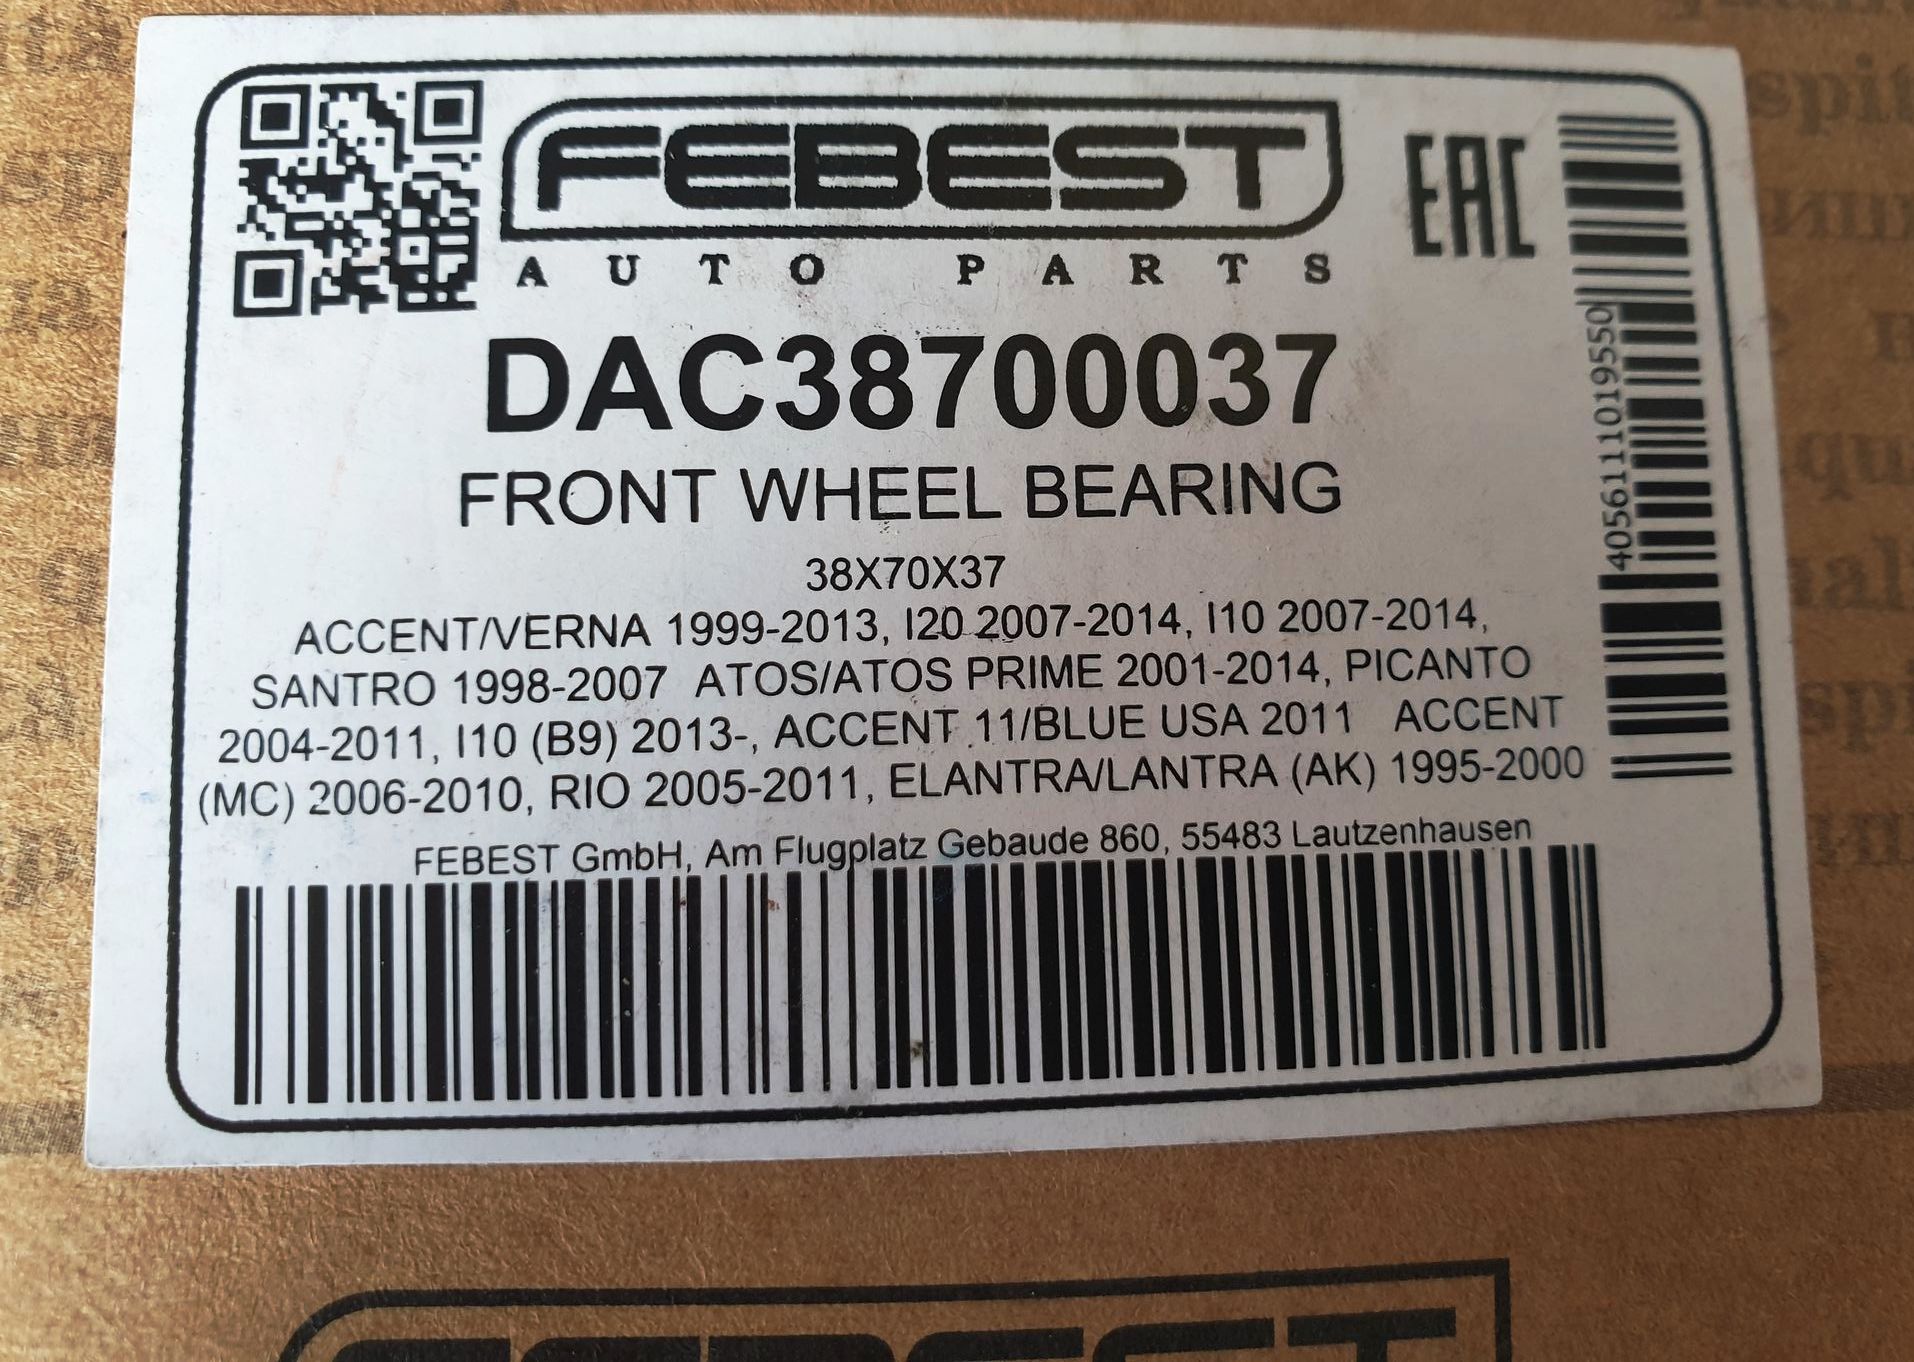 FEBEST
AUTO PARTS
EAC
DAC38700037
FRONT WHEEL BEARING
38X70X37
ACCENT/VERNA 1999-2013, I20 2007-2014, I10 2007-2014,
SANTRO 1998-2007 ATOS/ATOS PRIME 2001-2014, PICANTO
2004-2011, I10 (B9) 2013-, ACCENT 11/BLUE USA 2011 ACCENT
(MC) 2006-2010, RIO 2005-2011, ELANTRA/LANTRA (AK) 1995-2000
FEBEST GmbH, Am Flugplatz Gebaude 860, 55483 Lautzenhausen
4056111019550
FEBEST